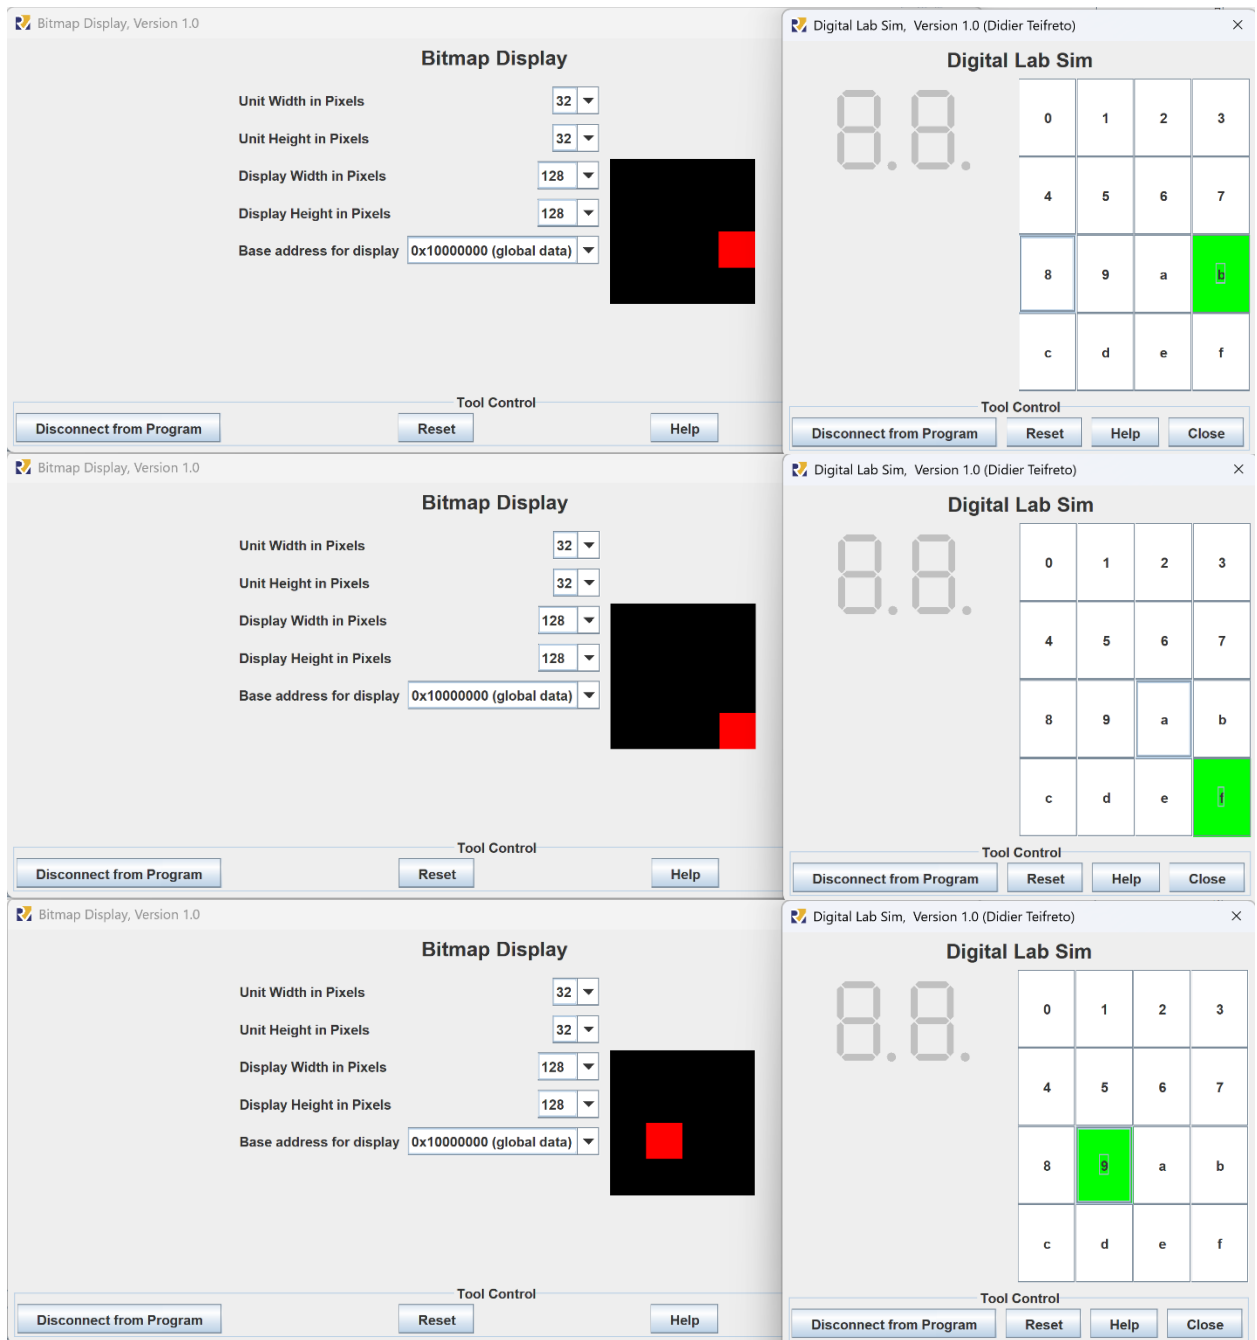 Bitmap Display, Version 1.0
Bitmap Display
Unit Width in Pixels 32
Unit Height in Pixels 32
Display Width in Pixels 128
Display Height in Pixels 128
Base address for display 0x10000000 (global data)
Tool Control
Disconnect from Program Reset Help
Digital Lab Sim, Version 1.0 (Didier Teifreto)
Digital Lab Sim
8.8.
0 1 2 3
4 5 6 7
8 9 a b
c d e f
Tool Control
Disconnect from Program Reset Help Close
Bitmap Display, Version 1.0
Bitmap Display
Unit Width in Pixels 32
Unit Height in Pixels 32
Display Width in Pixels 128
Display Height in Pixels 128
Base address for display 0x10000000 (global data)
Tool Control
Disconnect from Program Reset Help
Digital Lab Sim, Version 1.0 (Didier Teifreto)
Digital Lab Sim
8.8.
0 1 2 3
4 5 6 7
8 9 a b
c d e f
Tool Control
Disconnect from Program Reset Help Close
Bitmap Display, Version 1.0
Bitmap Display
Unit Width in Pixels 32
Unit Height in Pixels 32
Display Width in Pixels 128
Display Height in Pixels 128
Base address for display 0x10000000 (global data)
Tool Control
Disconnect from Program Reset Help
Digital Lab Sim, Version 1.0 (Didier Teifreto)
Digital Lab Sim
8.8.
0 1 2 3
4 5 6 7
8 9 a b
c d e f
Tool Control
Disconnect from Program Reset Help Close